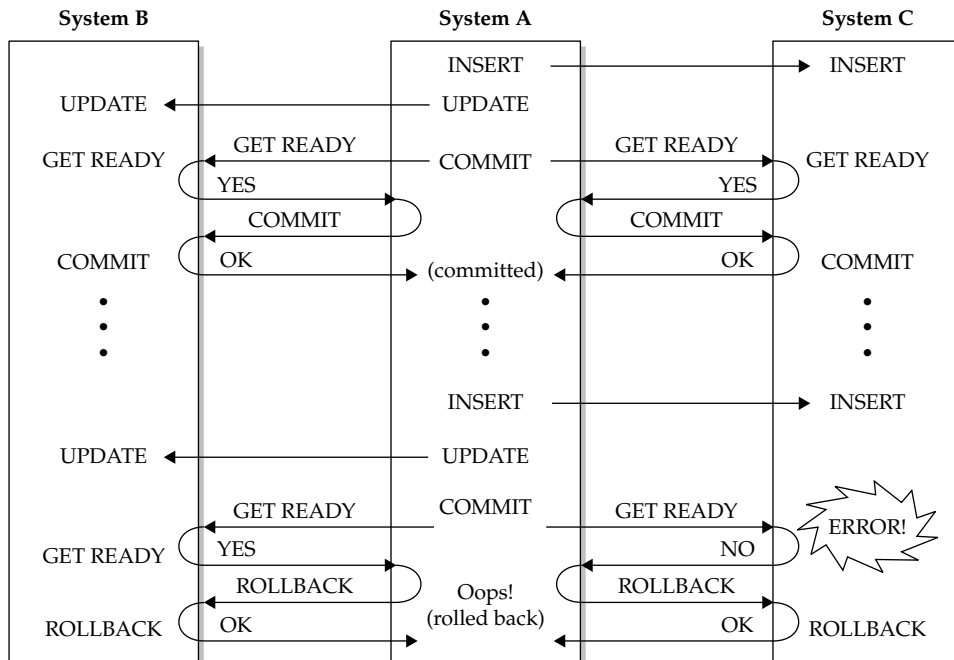 System B System A System C
INSERT INSERT
UPDATE UPDATE
GET READY GET READY COMMIT GET READY GET READY
YES YES
COMMIT COMMIT
COMMIT OK (committed) OK COMMIT
INSERT INSERT
UPDATE UPDATE
GET READY COMMIT GET READY ERROR!
GET READY YES NO
ROLLBACK Oops! ROLLBACK
ROLLBACK OK (rolled back) OK ROLLBACK